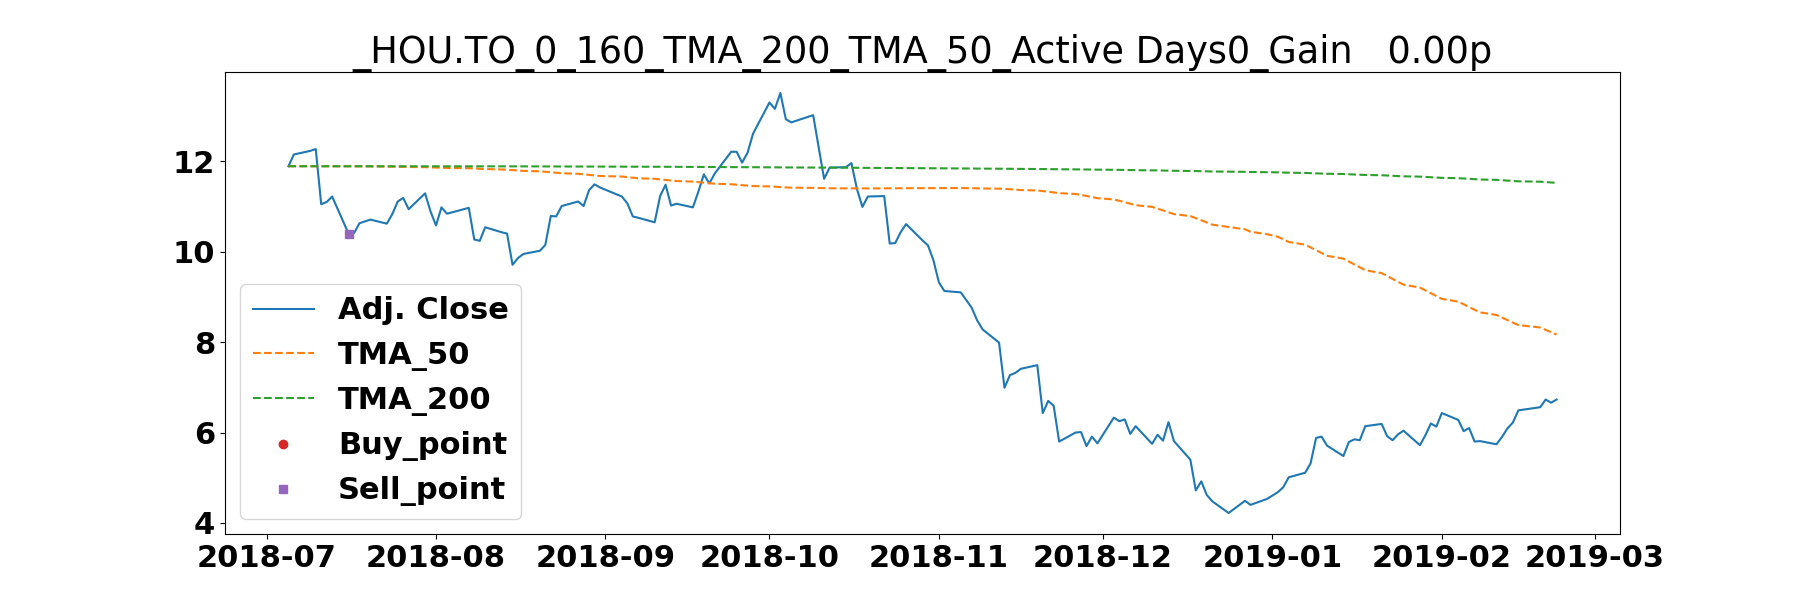 _HOU.TO_0_160_TMA_200_TMA_50_Active Days0_Gain   0.00p
12
10
8
6
4
Adj. Close
TMA_50
TMA_200
Buy_point
Sell_point
2018-07 2018-08 2018-09 2018-10 2018-11 2018-12 2019-01 2019-02 2019-03